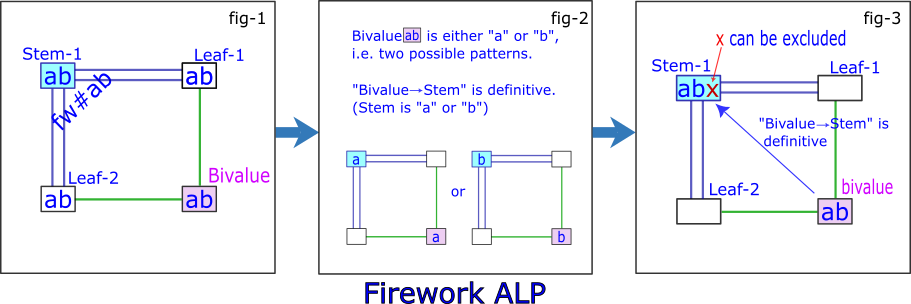 fig-1
Stem-1
Leaf-1
ab
ab
fw#ab
Leaf-2
Bivalue
ab
ab
fig-2
Bivalue ab is either "a" or "b",
i.e. two possible patterns.
"Bivalue→Stem" is definitive.
(Stem is "a" or "b")
a
b
or
a
b
fig-3
x can be excluded
Stem-1
Leaf-1
abx
"Bivalue→Stem" is
definitive
Leaf-2
bivalue
ab
Firework ALP